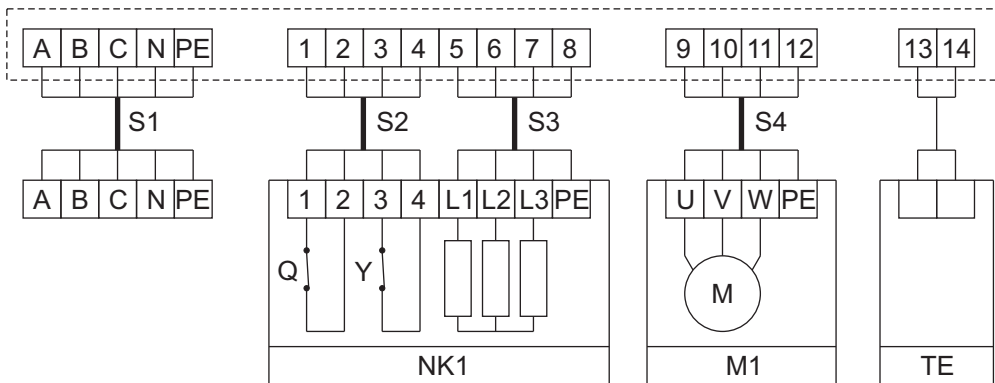 A B C N PE 1 2 3 4 5 6 7 8 9 10 11 12 13 14
S1 S2 S3 S4
A B C N PE 1 2 3 4 L1 L2 L3 PE U V W PE
Q Y M
NK1 M1 TE